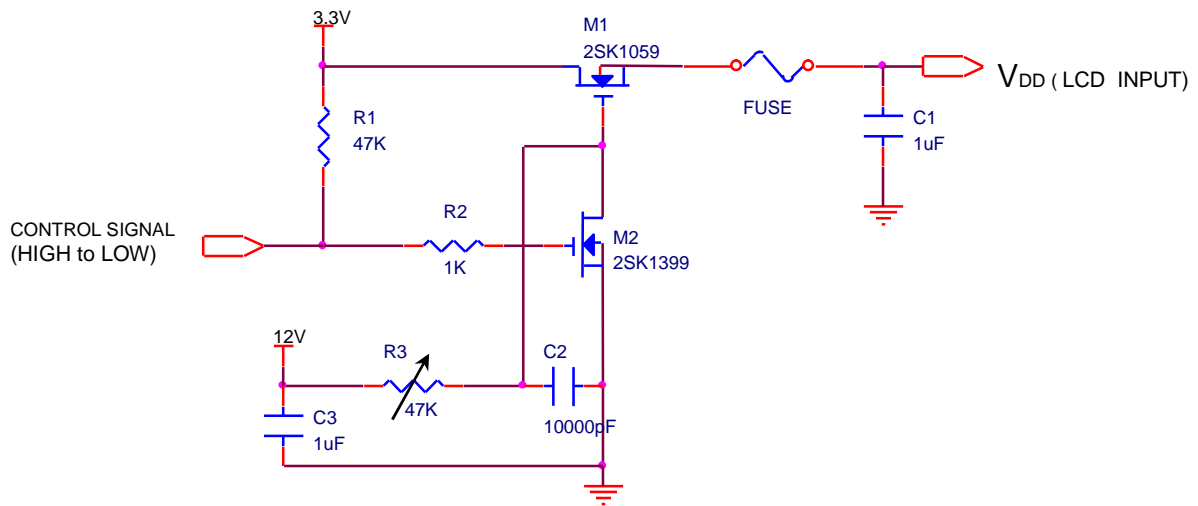 3.3V
M1
2SK1059
FUSE
VDD ( LCD INPUT)
R1
47K
C1
1uF
CONTROL SIGNAL
(HIGH to LOW)
R2
1K
M2
2SK1399
12V
R3
47K
C2
10000pF
C3
1uF